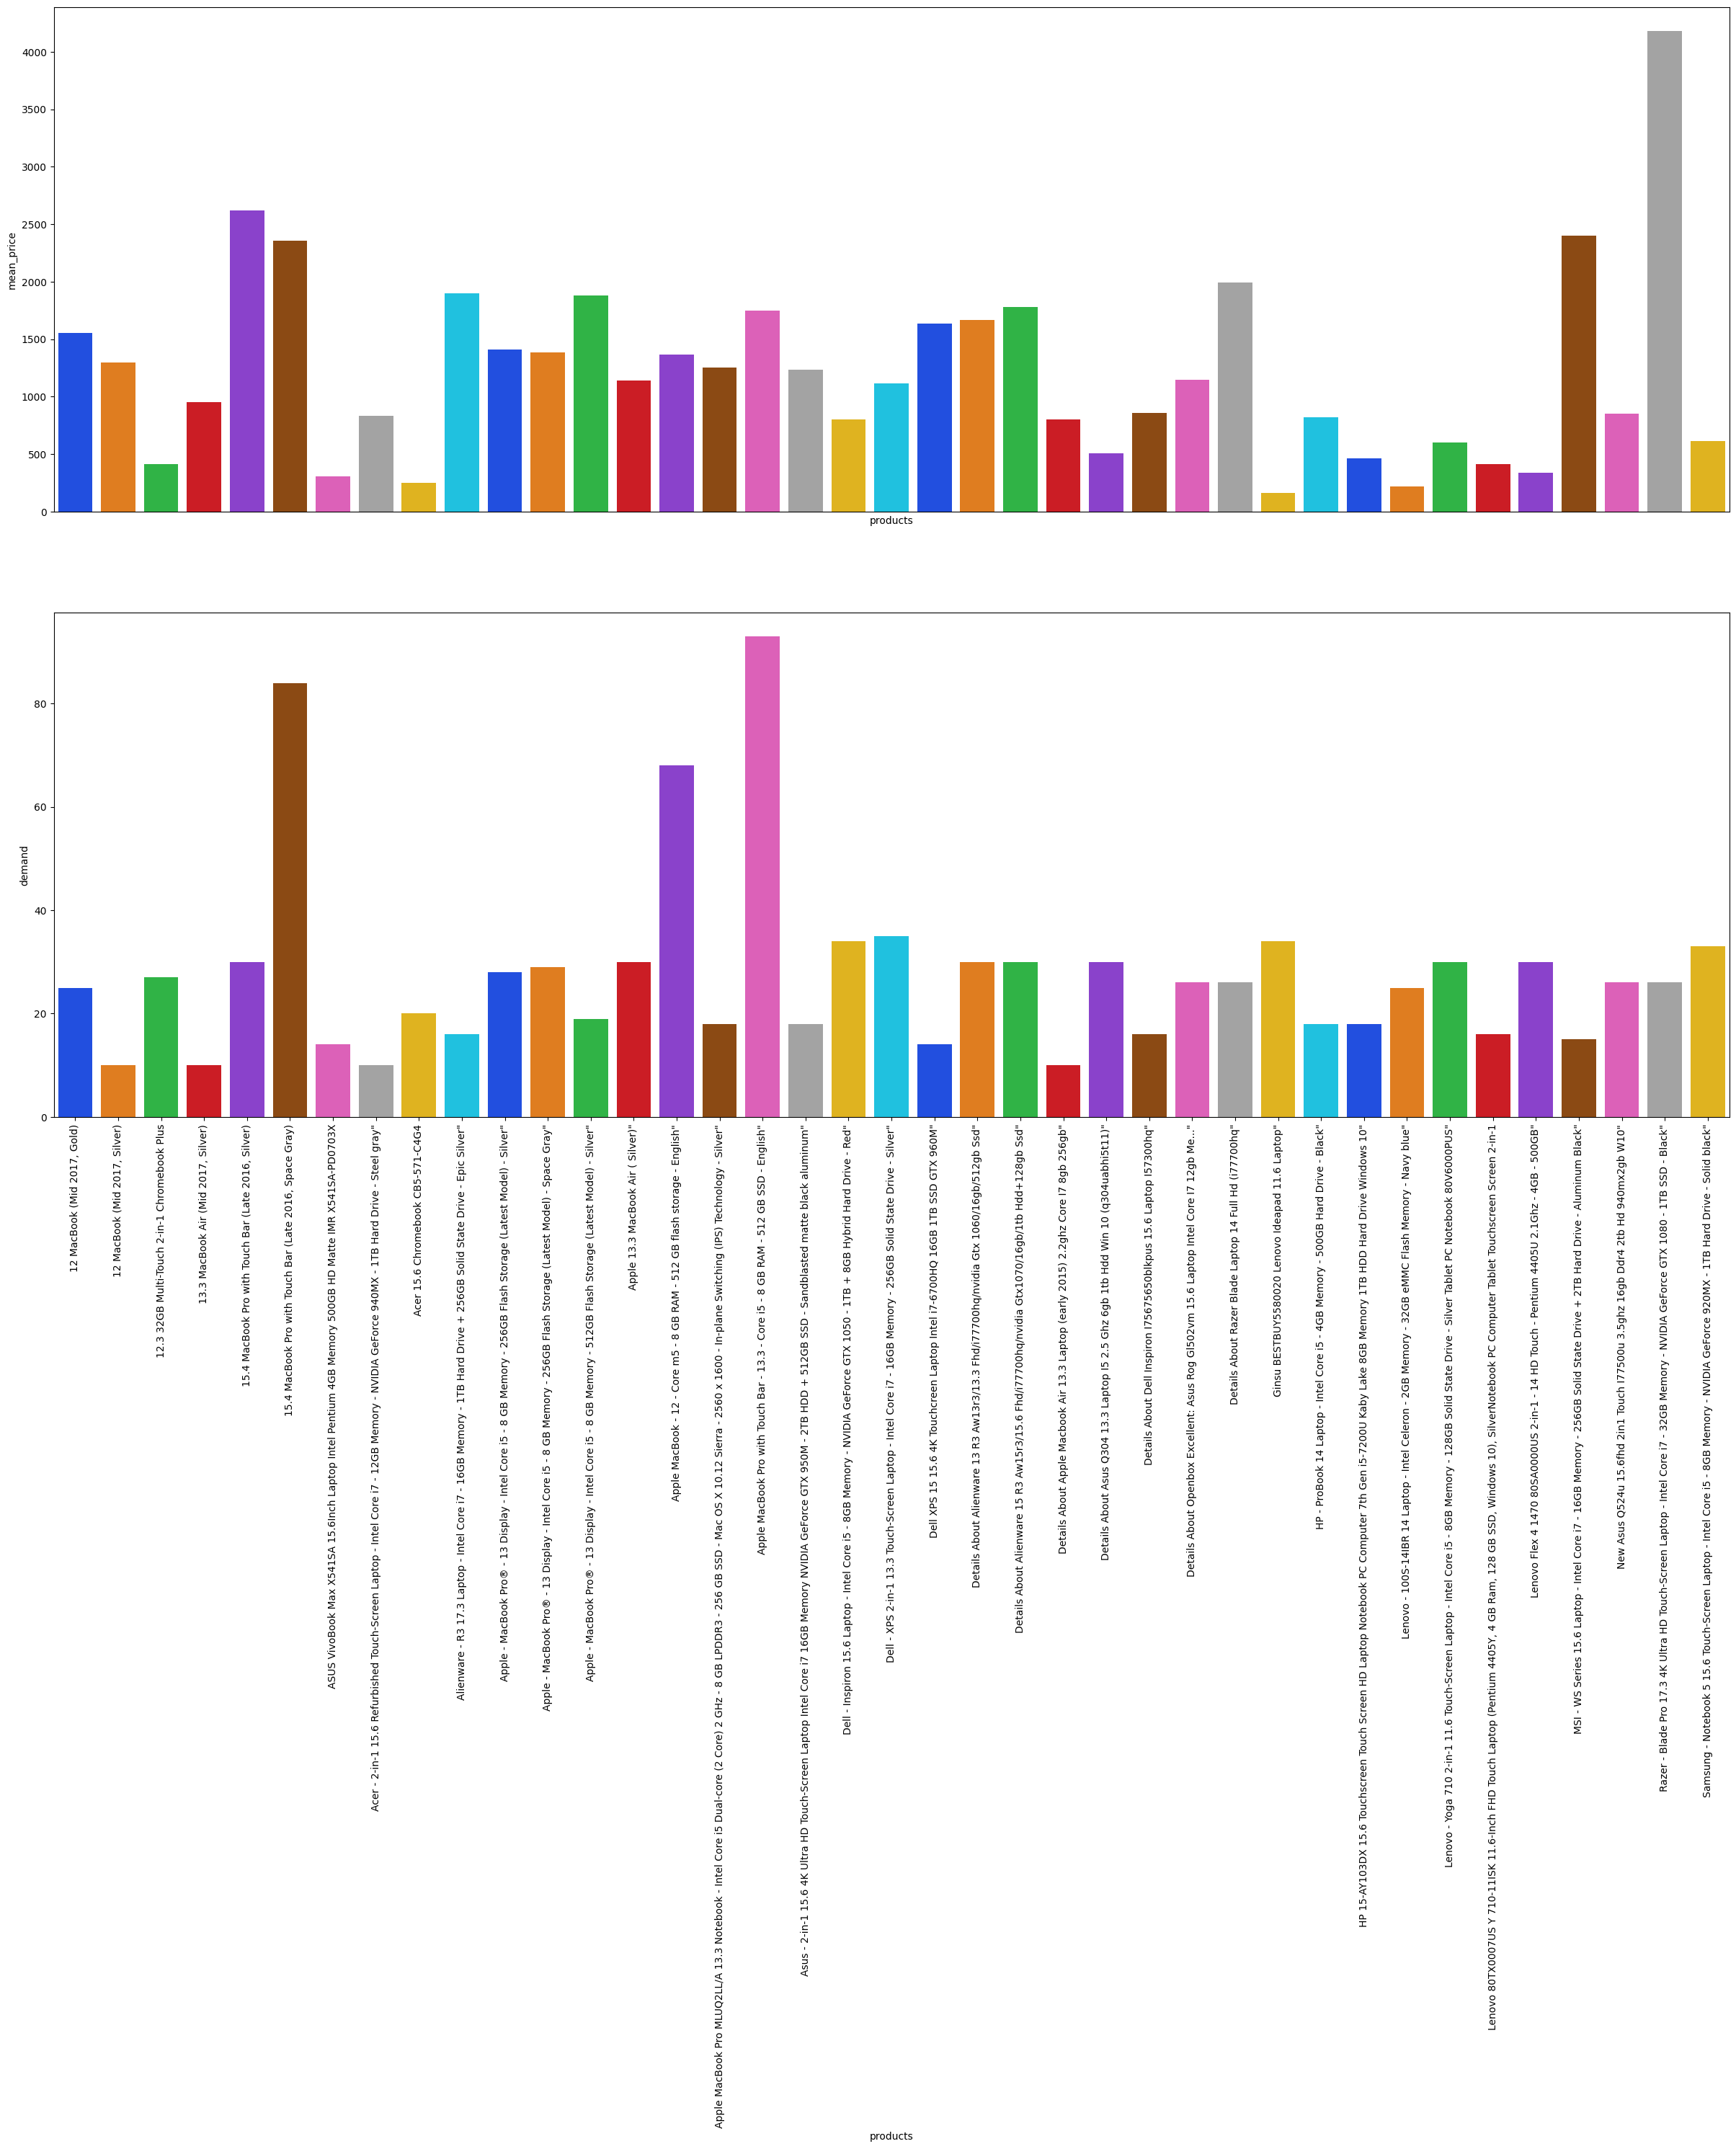 4000
3500
3000
2500
2000
1500
1000
500
0
mean_price
products
80
60
40
20
0
demand
12 MacBook (Mid 2017, Gold)
12 MacBook (Mid 2017, Silver)
12.3 32GB Multi-Touch 2-in-1 Chromebook Plus
13.3 MacBook Air (Mid 2017, Silver)
15.4 MacBook Pro with Touch Bar (Late 2016, Silver)
15.4 MacBook Pro with Touch Bar (Late 2016, Space Gray)
ASUS VivoBook Max X541SA 15.6Inch Laptop Intel Pentium 4GB Memory 500GB HD Matte IMR X541SA-PD0703X
Acer - 2-in-1 15.6 Refurbished Touch-Screen Laptop - Intel Core i7 - 12GB Memory - NVIDIA GeForce 940MX - 1TB Hard Drive - Steel gray"
Acer 15.6 Chromebook CB5-571-C4G4
Alienware - R3 17.3 Laptop - Intel Core i7 - 16GB Memory - 1TB Hard Drive + 256GB Solid State Drive - Epic Silver"
Apple - MacBook Pro® - 13 Display - Intel Core i5 - 8 GB Memory - 256GB Flash Storage (Latest Model) - Silver"
Apple - MacBook Pro® - 13 Display - Intel Core i5 - 8 GB Memory - 256GB Flash Storage (Latest Model) - Space Gray"
Apple - MacBook Pro® - 13 Display - Intel Core i5 - 8 GB Memory - 512GB Flash Storage (Latest Model) - Silver"
Apple 13.3 MacBook Air ( Silver)"
Apple MacBook - 12 - Core m5 - 8 GB RAM - 512 GB flash storage - English"
Apple MacBook Pro MLUQ2LL/A 13.3 Notebook - Intel Core i5 Dual-core (2 Core) 2 GHz - 8 GB LPDDR3 - 256 GB SSD - Mac OS X 10.12 Sierra - 2560 x 1600 - In-plane Switching (IPS) Technology - Silver"
Apple MacBook Pro with Touch Bar - 13.3 - Core i5 - 8 GB RAM - 512 GB SSD - English"
Asus - 2-in-1 15.6 4K Ultra HD Touch-Screen Laptop Intel Core i7 16GB Memory NVIDIA GeForce GTX 950M - 2TB HDD + 512GB SSD - Sandblasted matte black aluminum"
Dell - Inspiron 15.6 Laptop - Intel Core i5 - 8GB Memory - NVIDIA GeForce GTX 1050 - 1TB + 8GB Hybrid Hard Drive - Red"
Dell - XPS 2-in-1 13.3 Touch-Screen Laptop - Intel Core i7 - 16GB Memory - 256GB Solid State Drive - Silver"
Dell XPS 15 15.6 4K Touchcreen Laptop Intel i7-6700HQ 16GB 1TB SSD GTX 960M"
Details About Alienware 13 R3 Aw13r3/13.3 Fhd/i77700hq/nvidia Gtx 1060/16gb/512gb Ssd"
Details About Alienware 15 R3 Aw15r3/15.6 Fhd/i77700hq/nvidia Gtx1070/16gb/1tb Hdd+128gb Ssd"
Details About Apple Macbook Air 13.3 Laptop (early 2015) 2.2ghz Core I7 8gb 256gb"
Details About Asus Q304 13.3 Laptop I5 2.5 Ghz 6gb 1tb Hdd Win 10 (q304uabhi5t11)"
Details About Dell Inspiron I75675650blkpus 15.6 Laptop I57300hq"
Details About Openbox Excellent: Asus Rog Gl502vm 15.6 Laptop Intel Core I7 12gb Me..."
Details About Razer Blade Laptop 14 Full Hd (i77700hq"
Ginsu BESTBUY5580020 Lenovo Ideapad 11.6 Laptop"
HP - ProBook 14 Laptop - Intel Core i5 - 4GB Memory - 500GB Hard Drive - Black"
HP 15-AY103DX 15.6 Touchscreen Touch Screen HD Laptop Notebook PC Computer 7th Gen i5-7200U Kaby Lake 8GB Memory 1TB HDD Hard Drive Windows 10"
Lenovo - 100S-14IBR 14 Laptop - Intel Celeron - 2GB Memory - 32GB eMMC Flash Memory - Navy blue"
Lenovo - Yoga 710 2-in-1 11.6 Touch-Screen Laptop - Intel Core i5 - 8GB Memory - 128GB Solid State Drive - Silver Tablet PC Notebook 80V6000PUS"
Lenovo 80TX0007US Y 710-11ISK 11.6-Inch FHD Touch Laptop (Pentium 4405Y, 4 GB Ram, 128 GB SSD, Windows 10), SilverNotebook PC Computer Tablet Touchscreen Screen 2-in-1
Lenovo Flex 4 1470 80SA0000US 2-in-1 - 14 HD Touch - Pentium 4405U 2.1Ghz - 4GB - 500GB"
MSI - WS Series 15.6 Laptop - Intel Core i7 - 16GB Memory - 256GB Solid State Drive + 2TB Hard Drive - Aluminum Black"
New Asus Q524u 15.6fhd 2in1 Touch I77500u 3.5ghz 16gb Ddr4 2tb Hd 940mx2gb W10"
Razer - Blade Pro 17.3 4K Ultra HD Touch-Screen Laptop - Intel Core i7 - 32GB Memory - NVIDIA GeForce GTX 1080 - 1TB SSD - Black"
Samsung - Notebook 5 15.6 Touch-Screen Laptop - Intel Core i5 - 8GB Memory - NVIDIA GeForce 920MX - 1TB Hard Drive - Solid black"
products